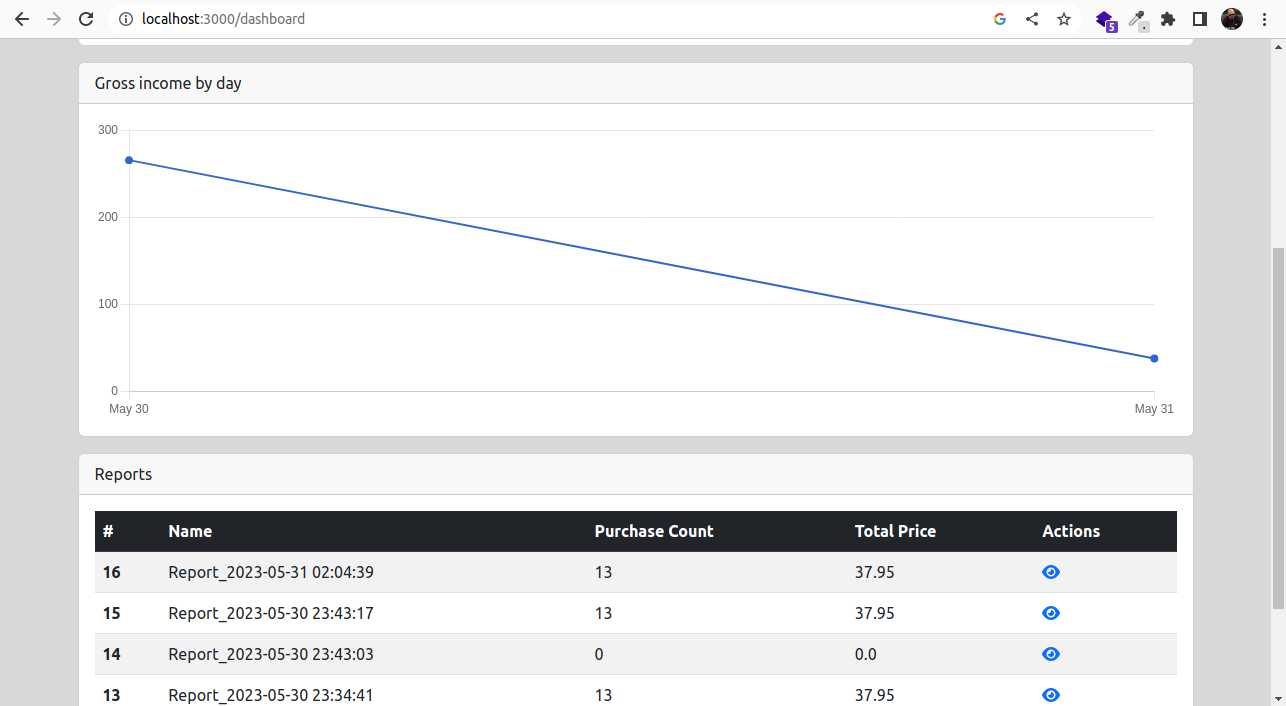 localhost:3000/dashboard
5
Gross income by day
300
200
100
0
May 30 May 31
Reports
# Name Purchase Count Total Price Actions
16 Report_2023-05-31 02:04:39 13 37.95
15 Report_2023-05-30 23:43:17 13 37.95
14 Report_2023-05-30 23:43:03 0 0.0
13 Report_2023-05-30 23:34:41 13 37.95